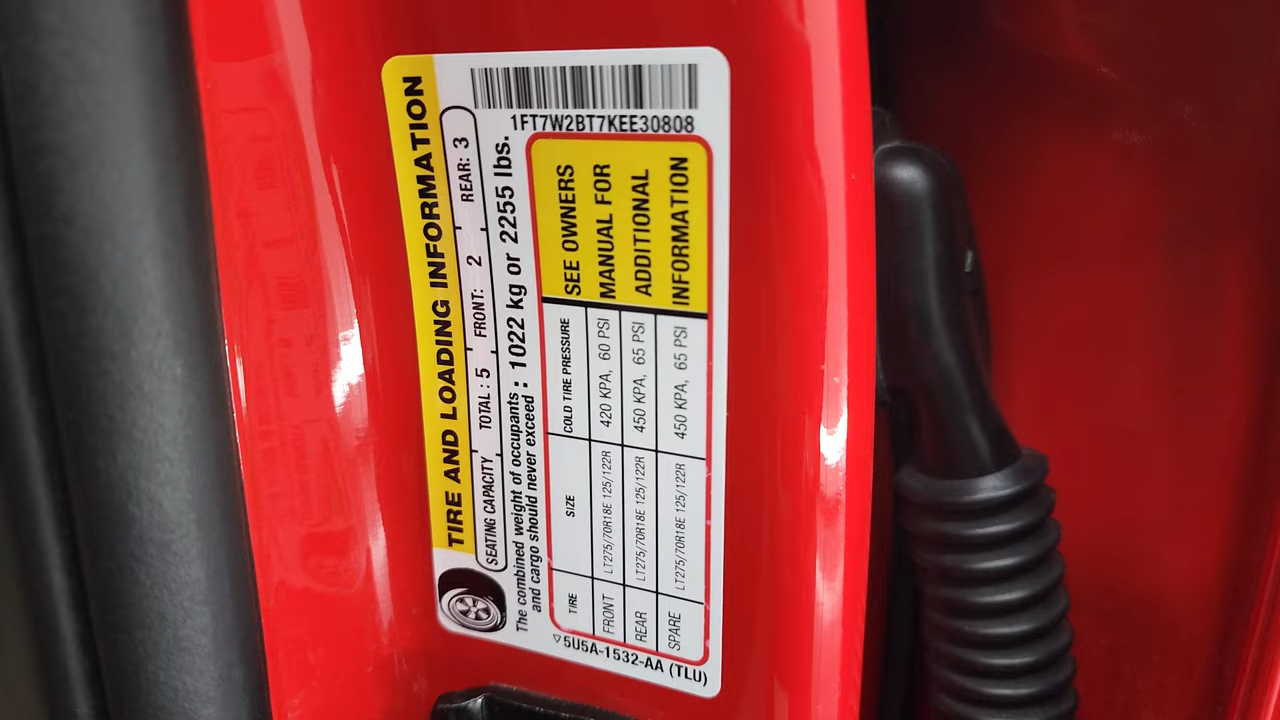 TIRE AND LOADING INFORMATION
SEATING CAPACITY TOTAL : 5 FRONT: 2 REAR: 3
The combined weight of occupants
and cargo should never exceed : 1022 kg or 2255 lbs.
TIRE SIZE COLD TIRE PRESSURE
FRONT LT275/70R18E 125/122R 420 KPA, 60 PSI
REAR LT275/70R18E 125/122R 450 KPA, 65 PSI
SPARE LT275/70R18E 125/122R 450 KPA, 65 PSI
SEE OWNERS
MANUAL FOR
ADDITIONAL
INFORMATION
1FT7W2BT7KEE30808
▽5U5A-1532-AA (TLU)